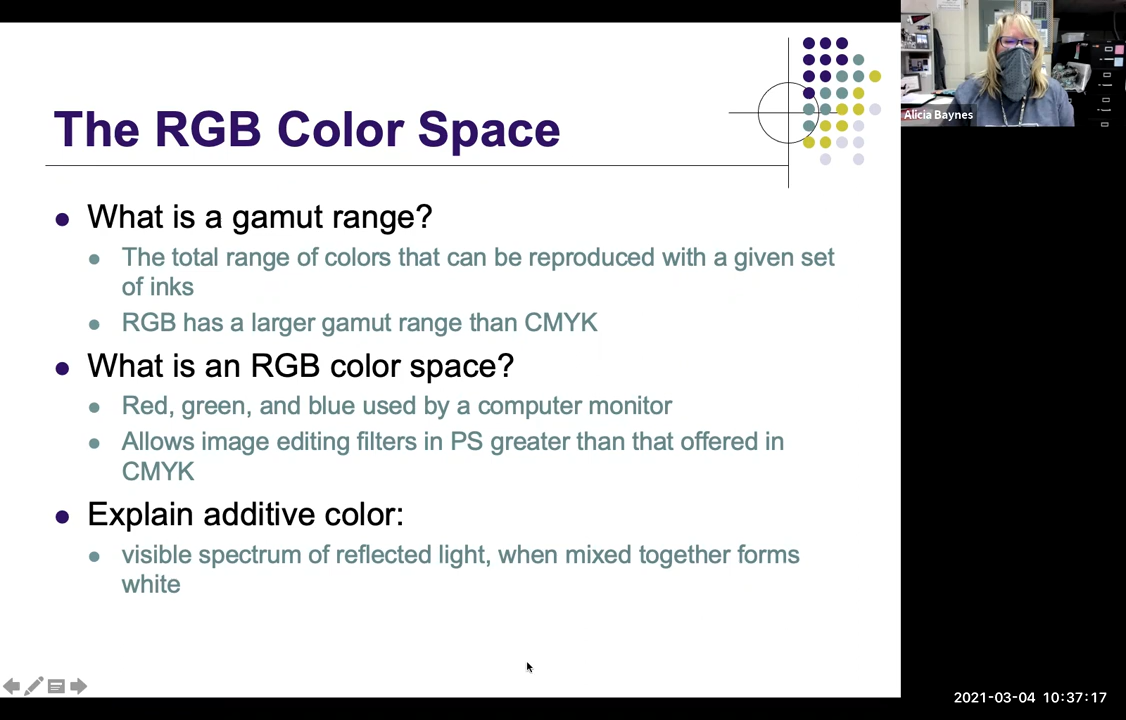 The RGB Color Space
What is a gamut range?
The total range of colors that can be reproduced with a given set
of inks
RGB has a larger gamut range than CMYK
What is an RGB color space?
Red, green, and blue used by a computer monitor
Allows image editing filters in PS greater than that offered in
CMYK
Explain additive color:
visible spectrum of reflected light, when mixed together forms
white
Alicia Baynes
2021-03-04 10:37:17